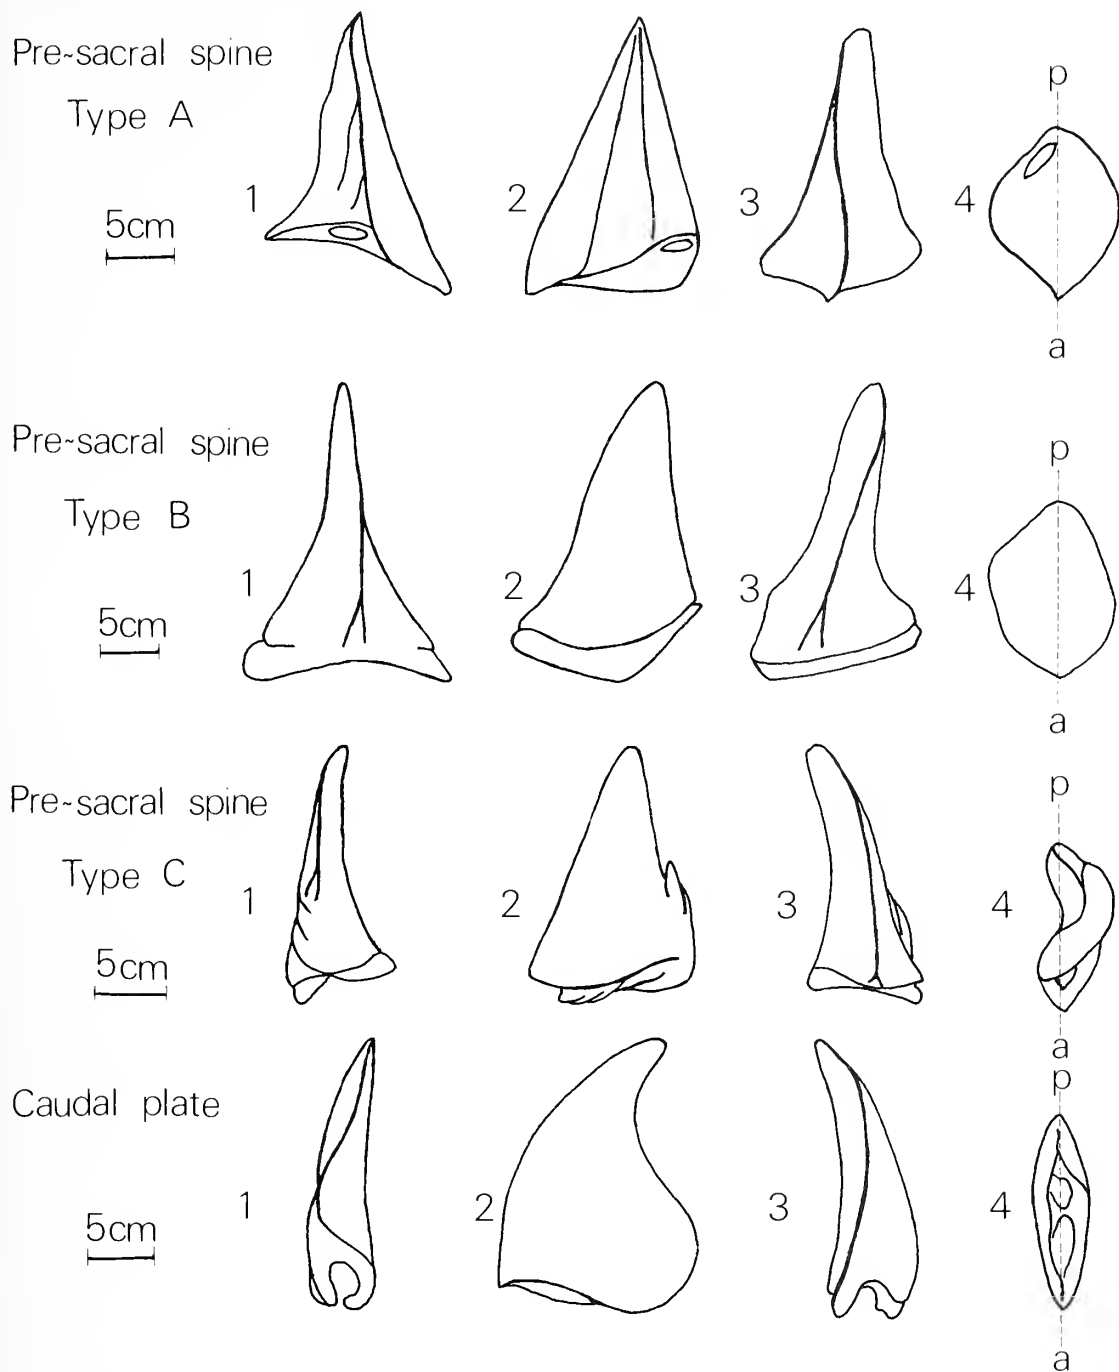 Pre-sacral spine
Type A
5cm
1
2
3
4
p
a
Pre-sacral spine
Type B
5cm
1
2
3
4
p
a
Pre-sacral spine
Type C
5cm
1
2
3
4
p
a
Caudal plate
5cm
1
2
3
4
p
a